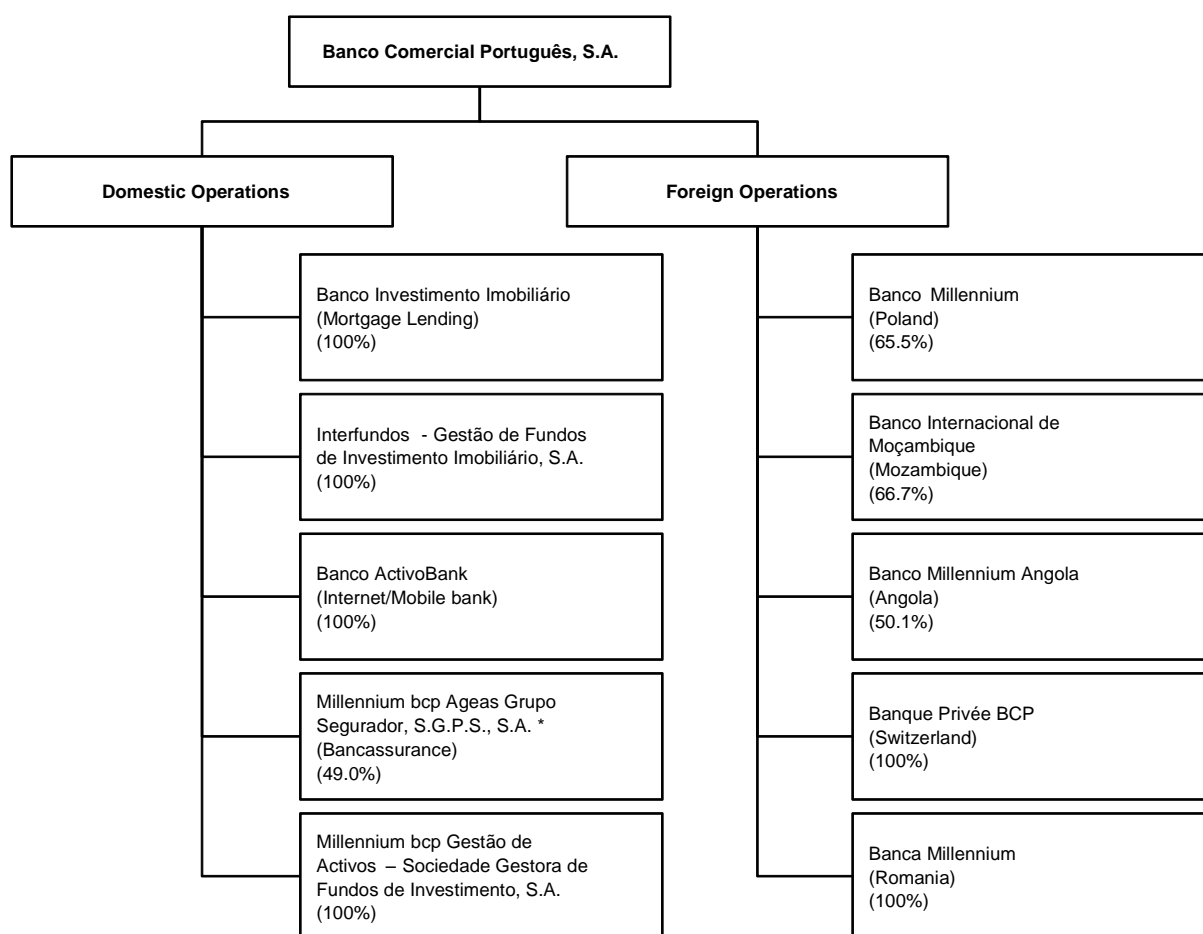 Banco Comercial Português, S.A.
Domestic Operations
Foreign Operations
Banco Investimento Imobiliário
(Mortgage Lending)
(100%)
Interfundos - Gestão de Fundos
de Investimento Imobiliário, S.A.
(100%)
Banco ActivoBank
(Internet/Mobile bank)
(100%)
Millennium bcp Ageas Grupo
Segurador, S.G.P.S., S.A. *
(Bancassurance)
(49.0%)
Millennium bcp Gestão de
Activos – Sociedade Gestora de
Fundos de Investimento, S.A.
(100%)
Banco Millennium
(Poland)
(65.5%)
Banco Internacional de
Moçambique
(Mozambique)
(66.7%)
Banco Millennium Angola
(Angola)
(50.1%)
Banque Privée BCP
(Switzerland)
(100%)
Banca Millennium
(Romania)
(100%)